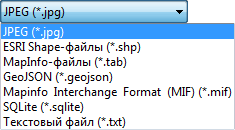 JPEG (*.jpg)
JPEG (*.jpg)
ESRI Shape-файлы (*.shp)
MapInfo-файлы (*.tab)
GeoJSON (*.geojson)
Mapinfo Interchange Format (MIF) (*.mif)
SQLite (*.sqlite)
Текстовый файл (*.txt)